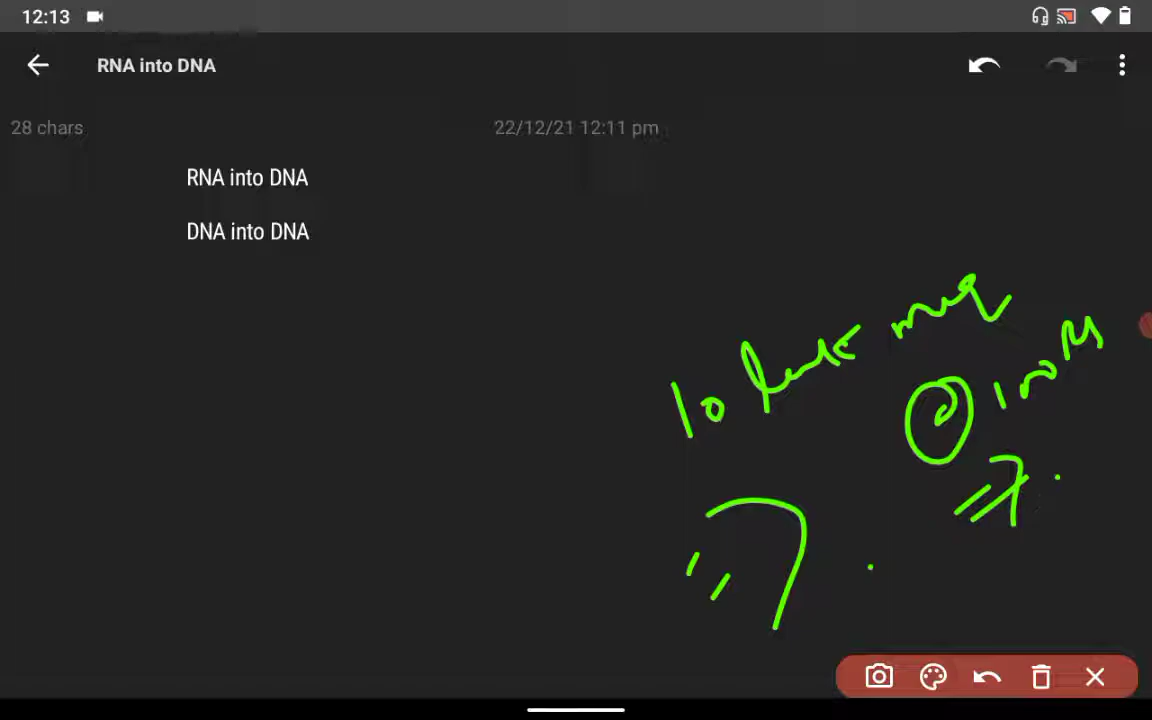 12:13
RNA into DNA
28 chars
22/12/21 12:11 pm
RNA into DNA
DNA into DNA
10